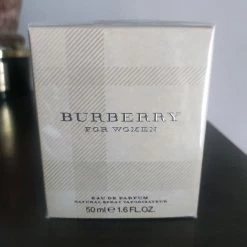 BURBERRY
FOR WOMEN
EAU DE PARFUM
NATURAL SPRAY VAPORISATEUR
50 ml ℮ 1.6 FL.OZ.